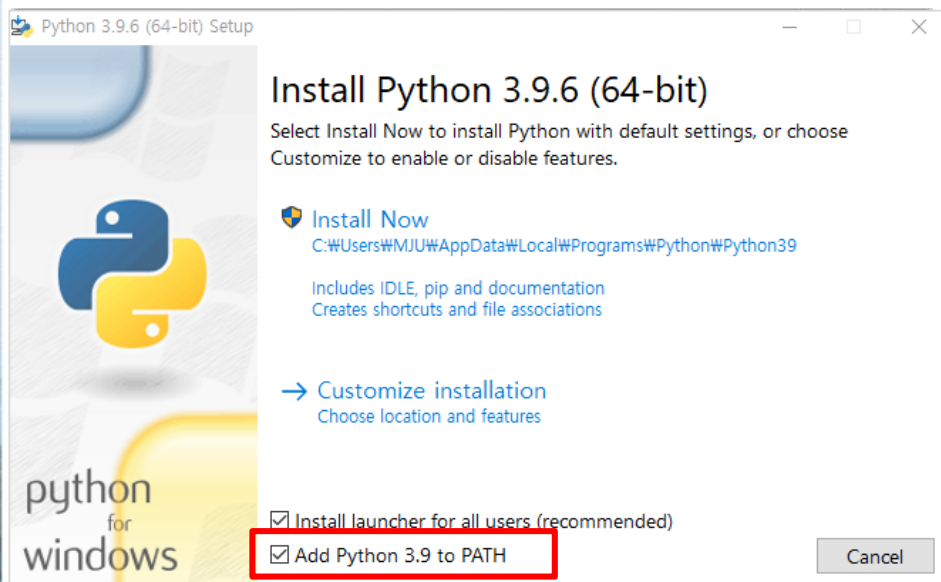 Python 3.9.6 (64-bit) Setup
Install Python 3.9.6 (64-bit)
Select Install Now to install Python with default settings, or choose
Customize to enable or disable features.
Install Now
C:₩Users₩MJU₩AppData₩Local₩Programs₩Python₩Python39
Includes IDLE, pip and documentation
Creates shortcuts and file associations
Customize installation
Choose location and features
python
for
windows
Install launcher for all users (recommended)
Add Python 3.9 to PATH
Cancel